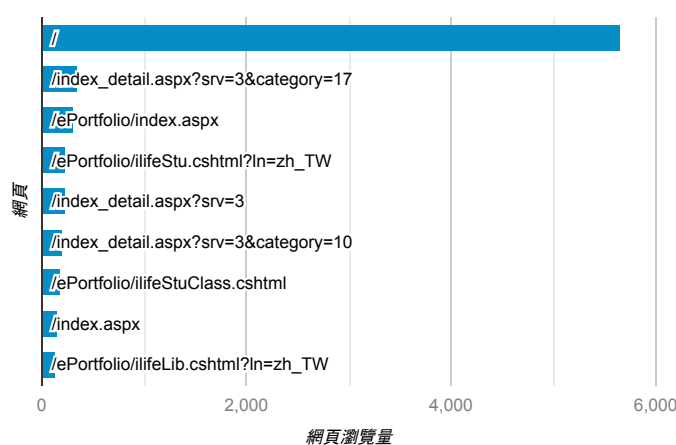 /
/index_detail.aspx?srv=3&category=17
/ePortfolio/index.aspx
/ePortfolio/ilifeStu.cshtml?ln=zh_TW
/index_detail.aspx?srv=3
/index_detail.aspx?srv=3&category=10
/ePortfolio/ilifeStuClass.cshtml
/index.aspx
/ePortfolio/ilifeLib.cshtml?ln=zh_TW
網頁
0 2,000 4,000 6,000
網頁瀏覽量